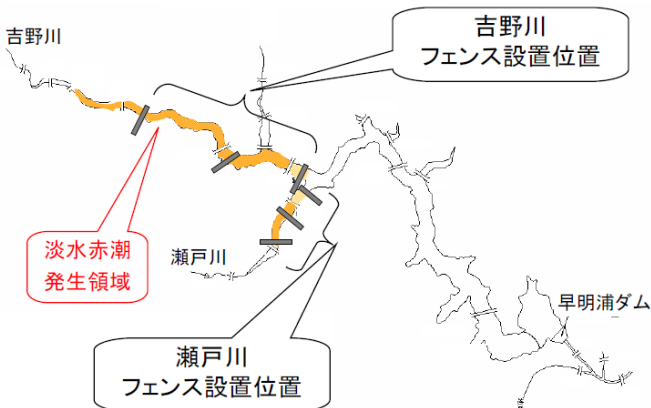 吉野川
吉野川
フェンス設置位置
淡水赤潮
発生領域
瀬戸川
早明浦ダム
瀬戸川
フェンス設置位置